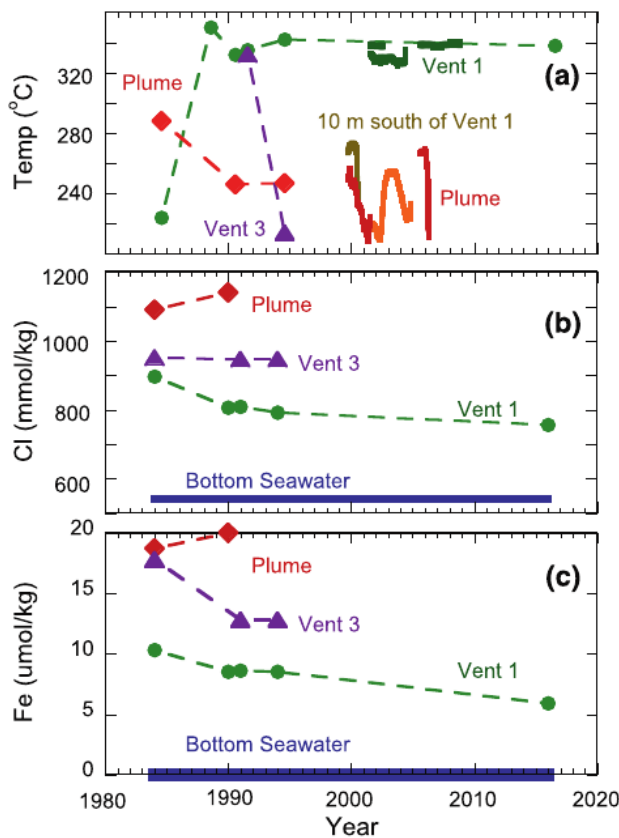 320
280
240
Temp (°C)
Plume
Vent 1
(a)
10 m south of Vent 1
Vent 3
Plume
1200
1000
800
600
Cl (mmol/kg)
Plume
(b)
Vent 3
Vent 1
Bottom Seawater
20
15
10
5
0
Fe (umol/kg)
Plume
(c)
Vent 3
Vent 1
Bottom Seawater
1980 1990 2000 2010 2020
Year